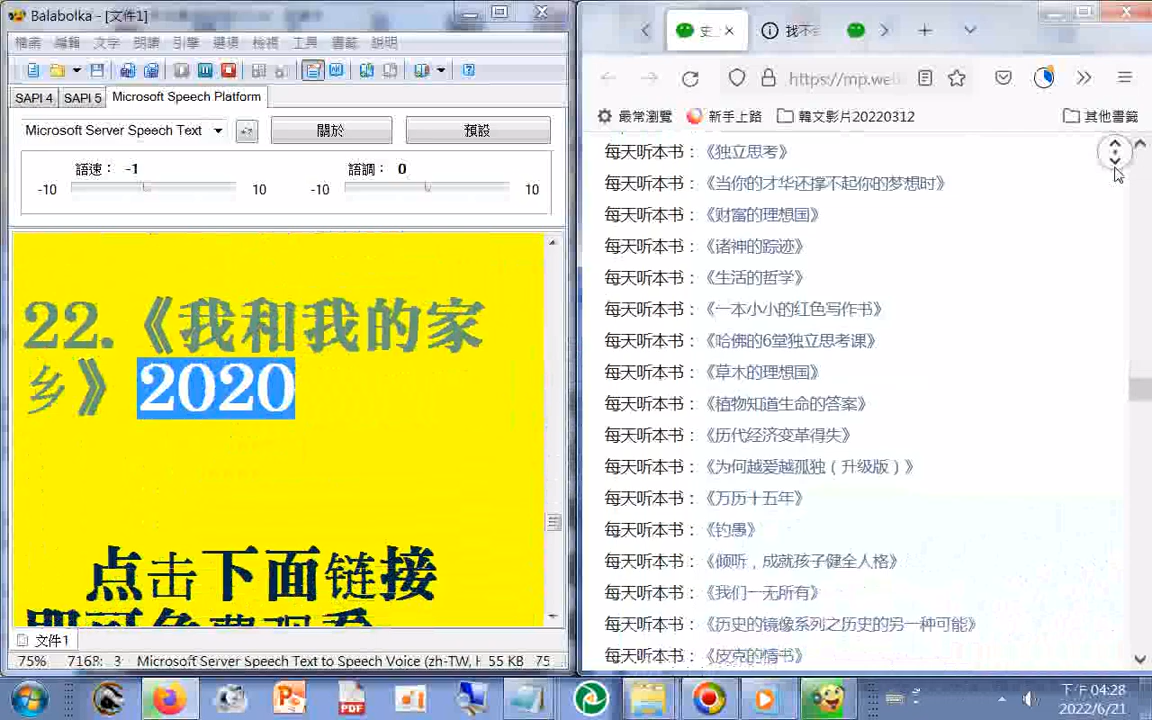 Balabolka - [文件1]
檔案 編輯 文字 朗讀 引擎 選項 檢視 工具 書籤 說明
SAPI 4 SAPI 5 Microsoft Speech Platform
Microsoft Server Speech Text 關於 預設
語速： -1 語調： 0
-10 10 -10 10
22.《我和我的家
乡》2020
点击下面链接
即可免费观看
文件1
75% 716R: 3 Microsoft Server Speech Text to Speech Voice (zh-TW, H 55 KB 75
找不
https://mp.we
最常瀏覽 新手上路 韓文影片20220312 其他書籤
每天听本书：《独立思考》
每天听本书：《当你的才华还撑不起你的梦想时》
每天听本书：《财富的理想国》
每天听本书：《诸神的踪迹》
每天听本书：《生活的哲学》
每天听本书：《一本小小的红色写作书》
每天听本书：《哈佛的6堂独立思考课》
每天听本书：《草木的理想国》
每天听本书：《植物知道生命的答案》
每天听本书：《历代经济变革得失》
每天听本书：《为何越爱越孤独（升级版）》
每天听本书：《万历十五年》
每天听本书：《钓愚》
每天听本书：《倾听，成就孩子健全人格》
每天听本书：《我们一无所有》
每天听本书：《历史的镜像系列之历史的另一种可能》
每天听本书：《皮克的情书》
下午 04:28
2022/6/21